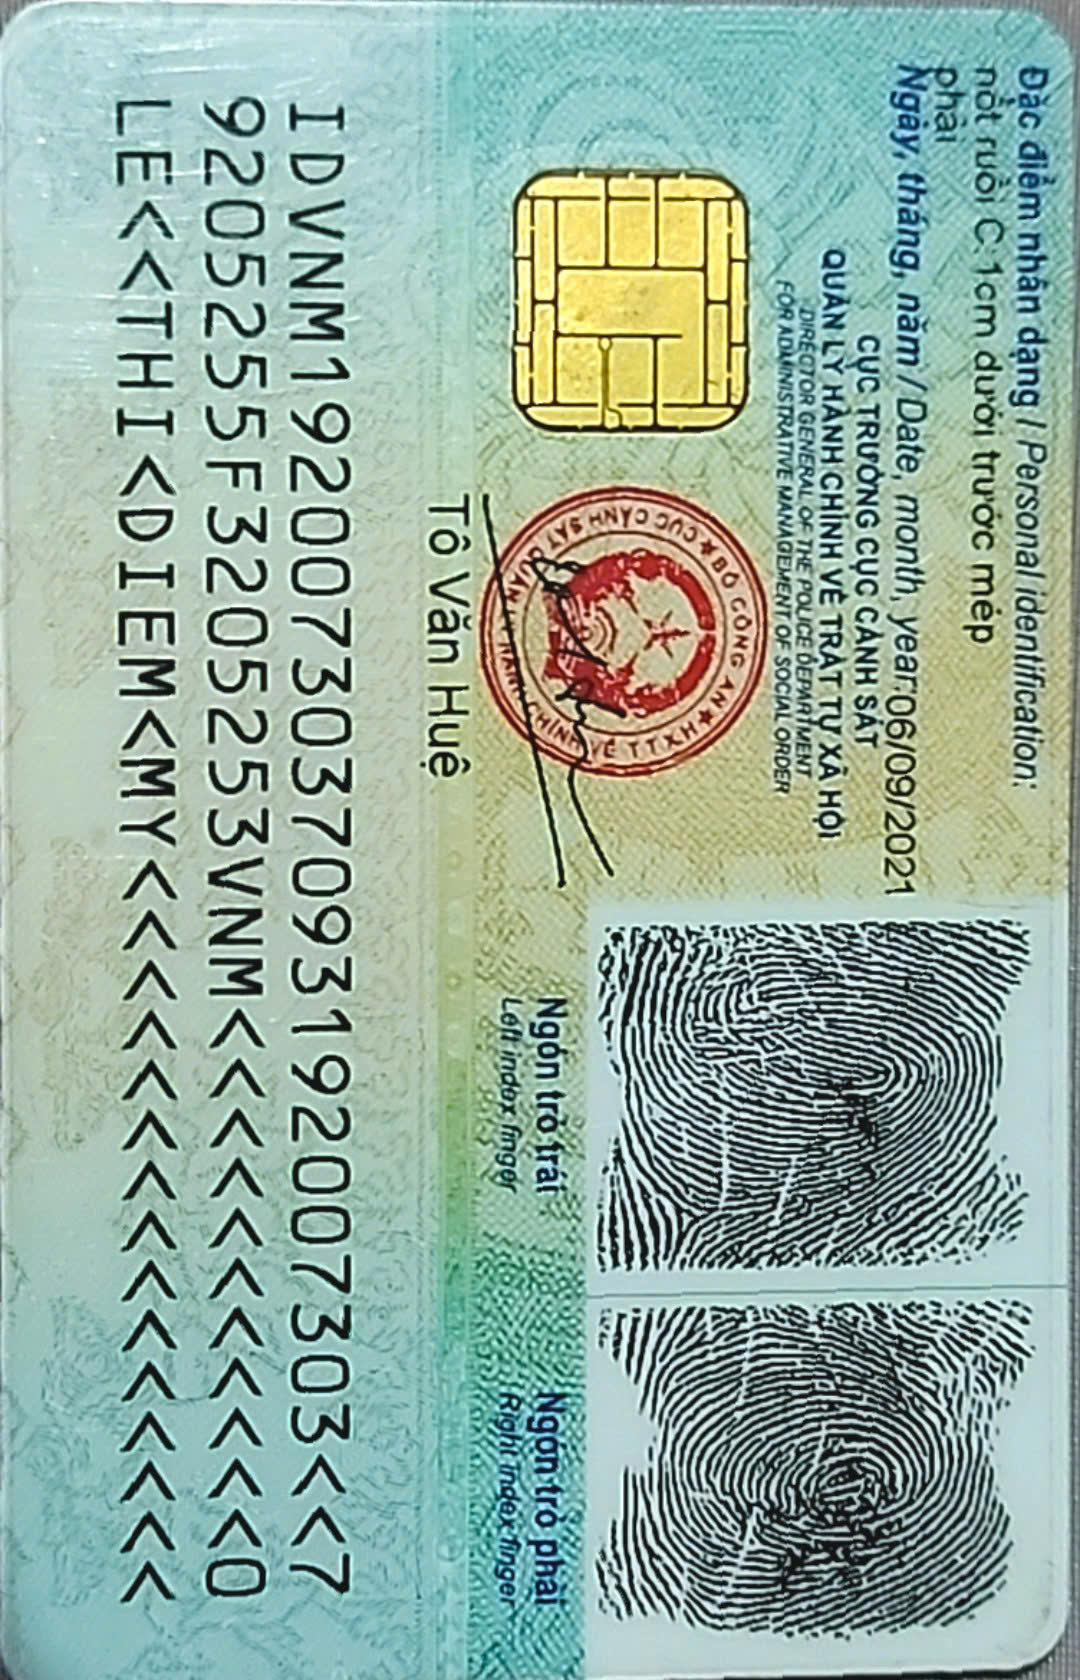 Đặc điểm nhân dạng / Personal identification:
nốt ruồi C: 1cm dưới trước mép
phải
Ngày, tháng, năm / Date, month, year: 06/09/2021
CỤC TRƯỞNG CỤC CẢNH SÁT
QUẢN LÝ HÀNH CHÍNH VỀ TRẬT TỰ XÃ HỘI
DIRECTOR GENERAL OF THE POLICE DEPARTMENT
FOR ADMINISTRATIVE MANAGEMENT OF SOCIAL ORDER
BỘ CÔNG AN
CỤC CẢNH SÁT QUẢN LÝ HÀNH CHÍNH VỀ TTXH
Tô Văn Huệ
Ngón trỏ trái
Left index finger
Ngón trỏ phải
Right index finger
IDVNM1920073037093192007303<<7
9205255F3205253VNM<<<<<<<<<<<0
LE<<THI<DIEM<MY<<<<<<<<<<<<<<<